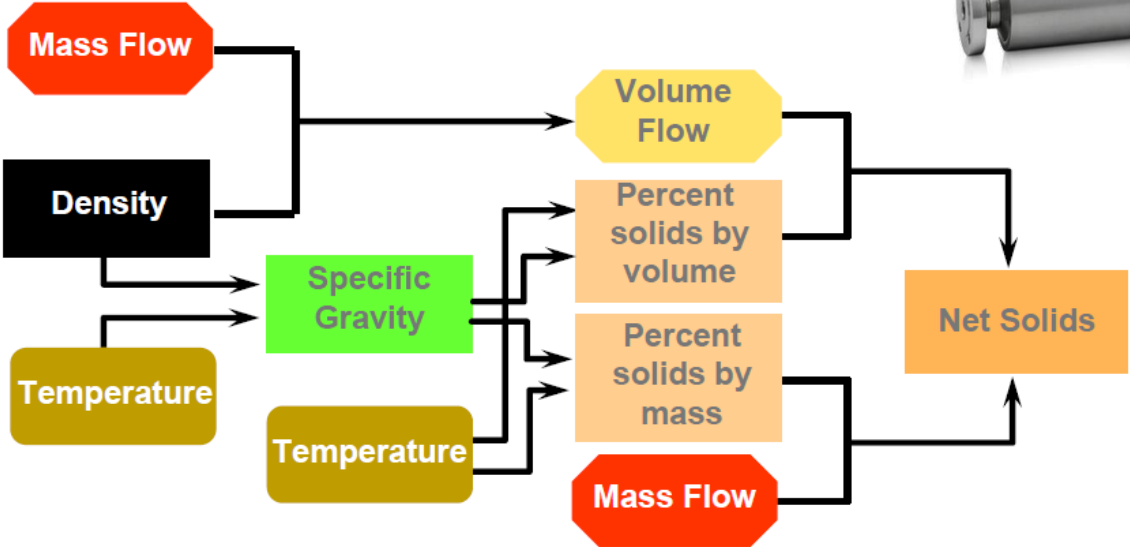 Mass Flow
Volume
Flow
Density
Percent
solids by
volume
Specific
Gravity
Net Solids
Percent
solids by
mass
Temperature
Temperature
Mass Flow